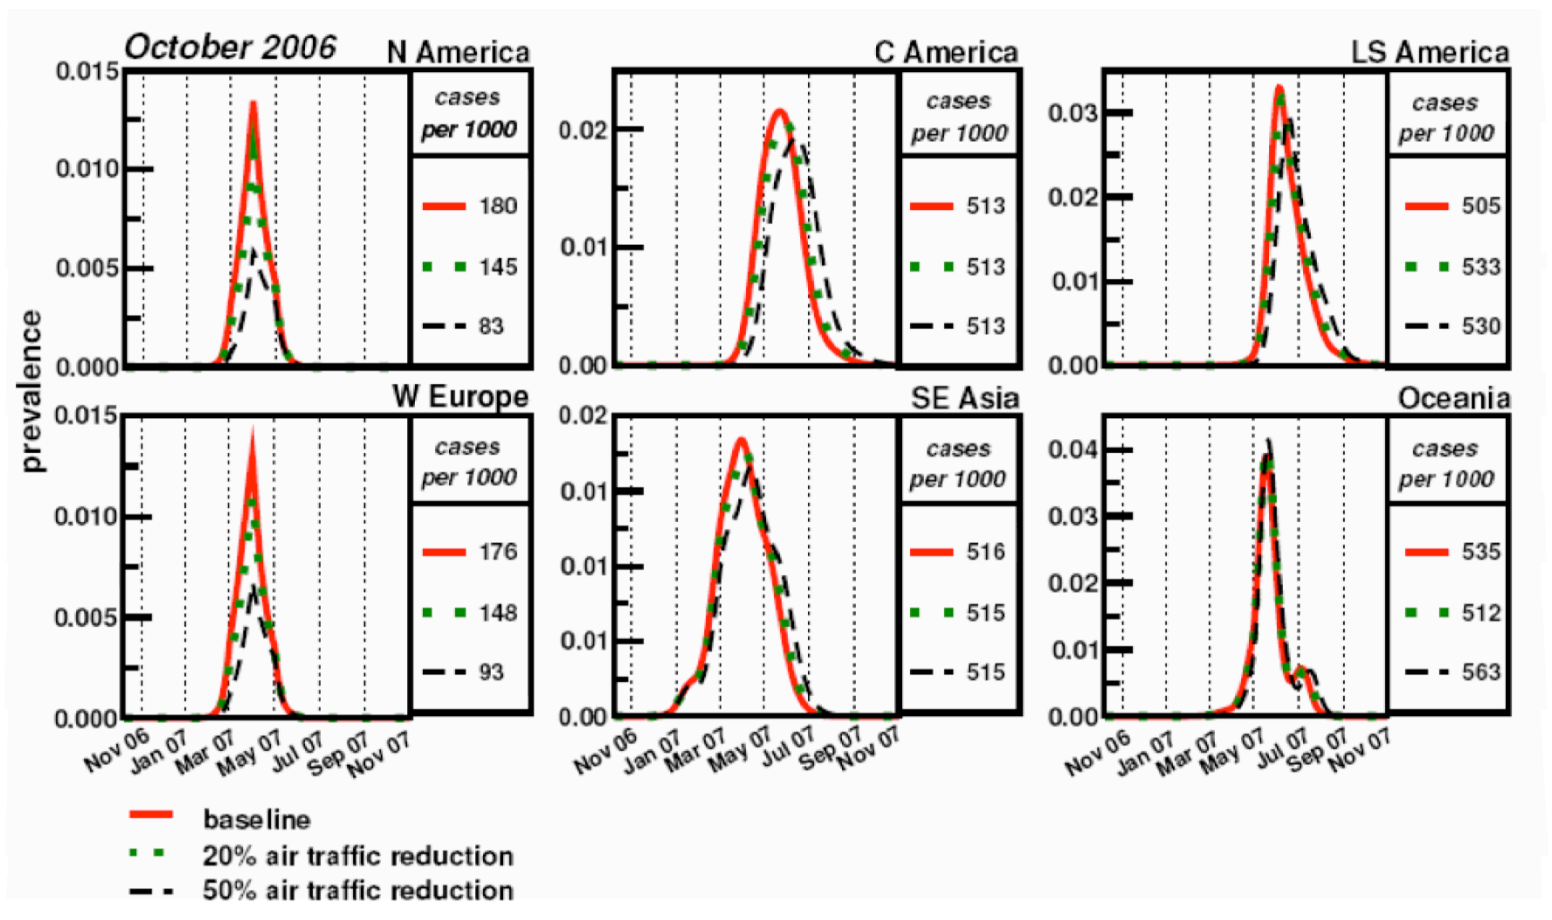 October 2006
N America
cases
per 1000
180
145
83
0.015
0.010
0.005
0.000
C America
cases
per 1000
513
513
513
0.02
0.01
0.00
LS America
cases
per 1000
505
533
530
0.03
0.02
0.01
0.00
prevalence
W Europe
cases
per 1000
176
148
93
0.015
0.010
0.005
0.000
Nov 06 Jan 07 Mar 07 May 07 Jul 07 Sep 07 Nov 07
SE Asia
cases
per 1000
516
515
515
0.02
0.01
0.01
0.01
0.00
Nov 06 Jan 07 Mar 07 May 07 Jul 07 Sep 07 Nov 07
Oceania
cases
per 1000
535
512
563
0.04
0.03
0.02
0.01
0.00
Nov 06 Jan 07 Mar 07 May 07 Jul 07 Sep 07 Nov 07
baseline
20% air traffic reduction
50% air traffic reduction